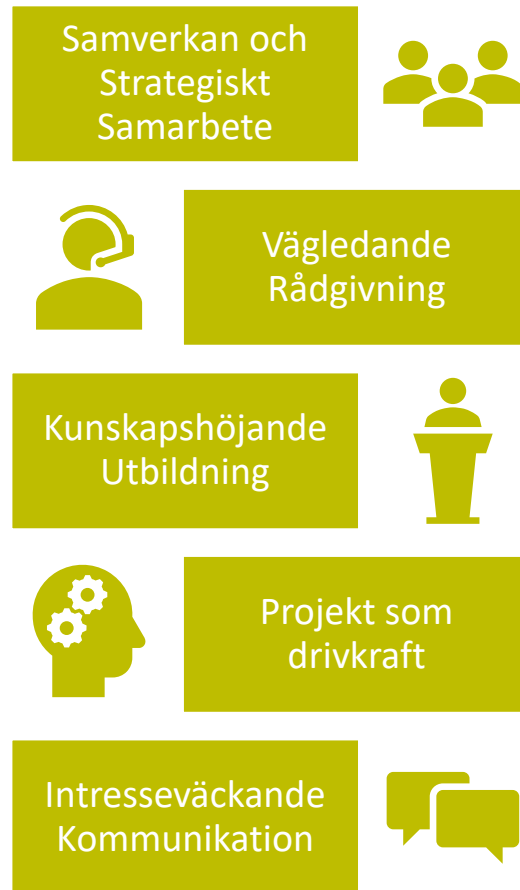 Samverkan och
Strategiskt
Samarbete
Vägledande
Rådgivning
Kunskapshöjande
Utbildning
Projekt som
drivkraft
Intresseväckande
Kommunikation